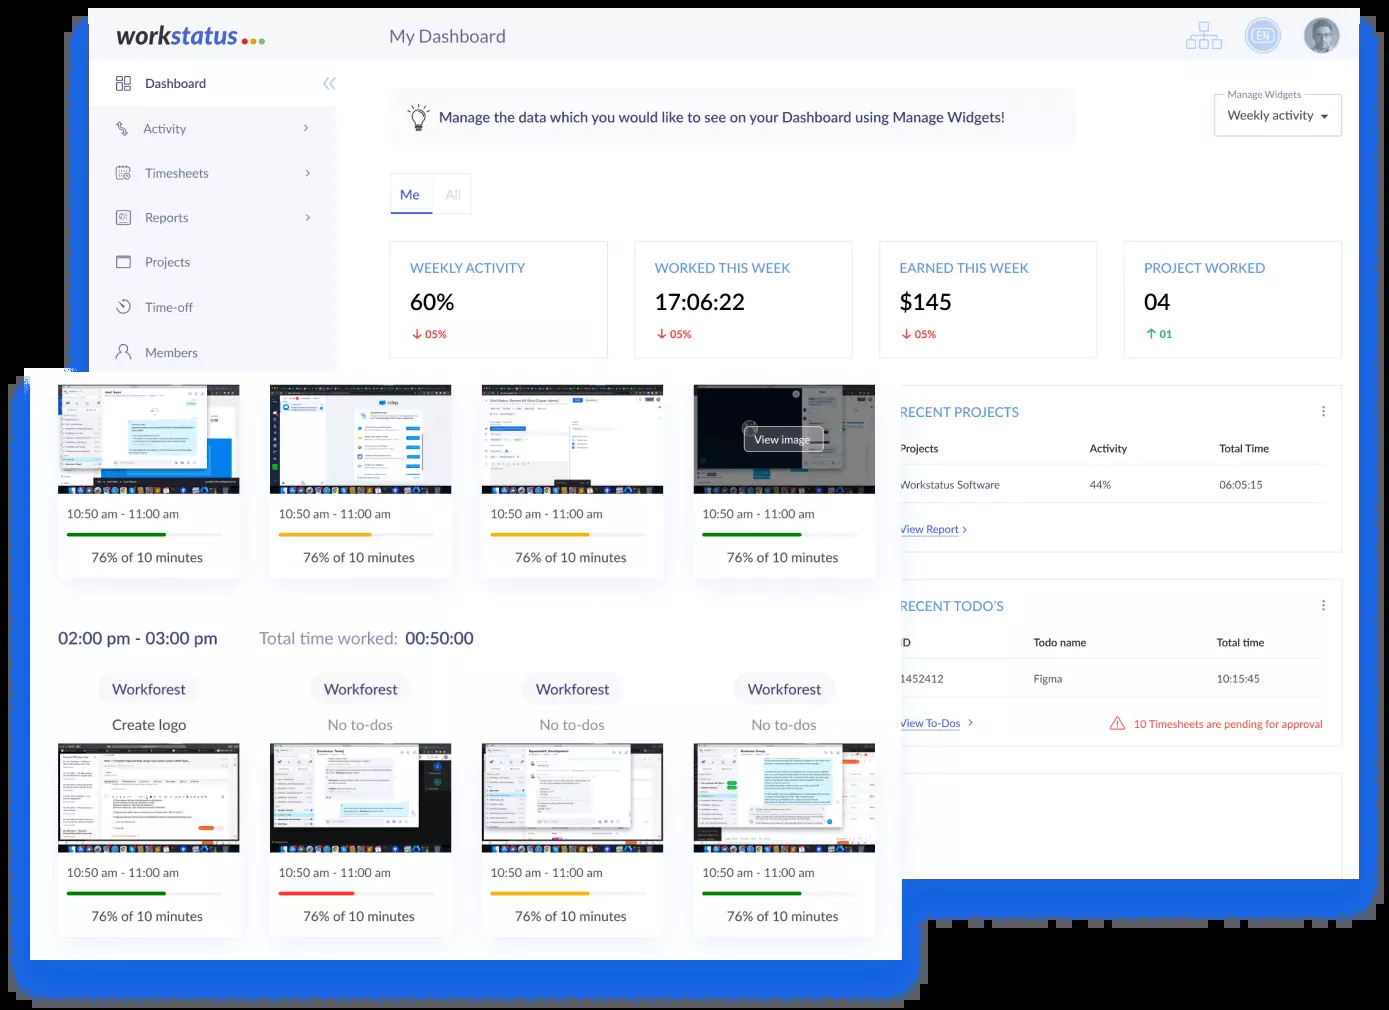 workstatus
My Dashboard
EN
Dashboard
Activity
Timesheets
Reports
Projects
Time-off
Members
Manage the data which you would like to see on your Dashboard using Manage Widgets!
Manage Widgets
Weekly activity
Me
All
WEEKLY ACTIVITY
60%
05%
WORKED THIS WEEK
17:06:22
05%
EARNED THIS WEEK
$145
05%
PROJECT WORKED
04
01
RECENT PROJECTS
Projects Activity Total Time
Workstatus Software 44% 06:05:15
View Report
RECENT TODO'S
ID Todo name Total time
1452412 Figma 10:15:45
View To-Dos
10 Timesheets are pending for approval
View image
10:50 am - 11:00 am
76% of 10 minutes
10:50 am - 11:00 am
76% of 10 minutes
10:50 am - 11:00 am
76% of 10 minutes
10:50 am - 11:00 am
76% of 10 minutes
02:00 pm - 03:00 pm Total time worked: 00:50:00
Workforest
Create logo
10:50 am - 11:00 am
76% of 10 minutes
Workforest
No to-dos
10:50 am - 11:00 am
76% of 10 minutes
Workforest
No to-dos
10:50 am - 11:00 am
76% of 10 minutes
Workforest
No to-dos
10:50 am - 11:00 am
76% of 10 minutes